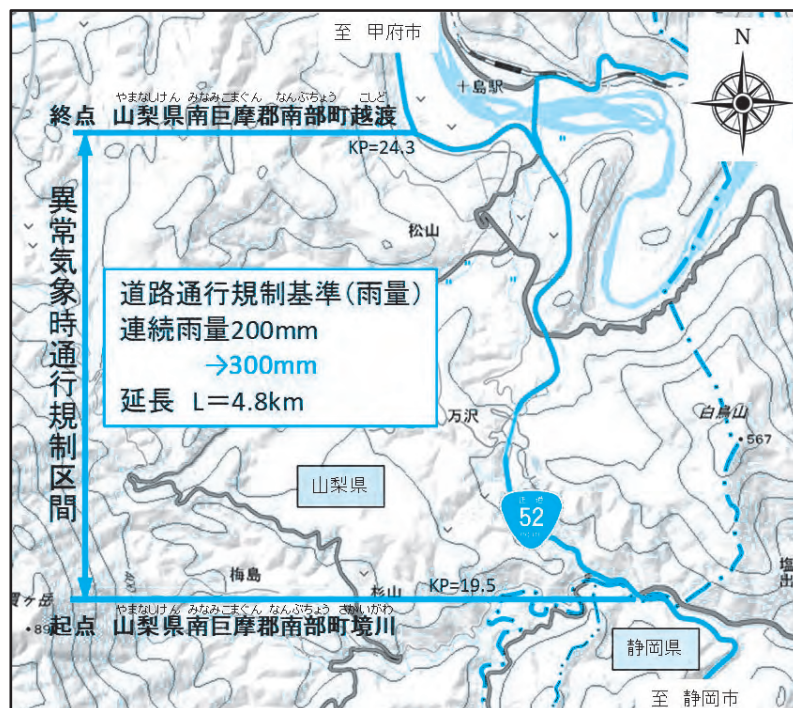 至 甲府市
N
十島駅
やまなしけん みなみこまぐん なんぶちょう こしど
終点 山梨県南巨摩郡南部町越渡
KP=24.3
異常気象時通行規制区間
松山
道路通行規制基準(雨量)
連続雨量200mm
→300mm
延長 L=4.8km
万沢
白鳥山
567
山梨県
52
梅島
杉山
KP=19.5
塩出
400
やまなしけん みなみこまぐん なんぶちょう さかいがわ
起点 山梨県南巨摩郡南部町境川
静岡県
至 静岡市